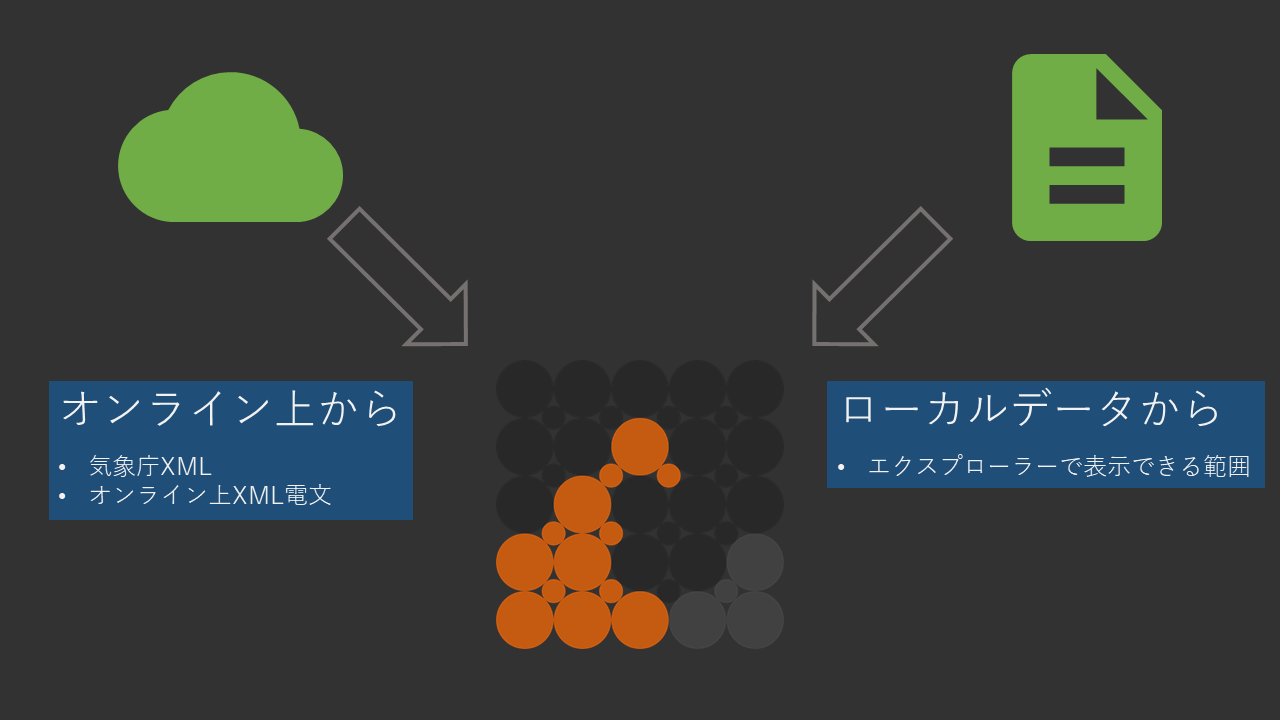 オンライン上から
• 気象庁XML
• オンライン上XML電文
ローカルデータから
• エクスプローラーで表示できる範囲